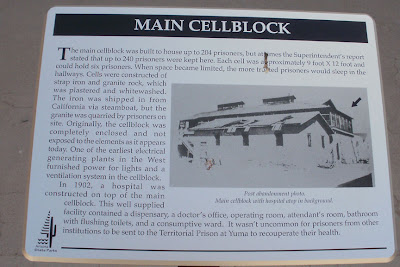 MAIN CELLBLOCK
The main cellblock was built to house up to 204 prisoners, but at times the Superintendent's report
stated that up to 240 prisoners were kept here. Each cell was approximately 9 foot X 12 foot and
could hold six prisoners. When space became limited, the more trusted prisoners would sleep in the
hallways. Cells were constructed of
strap iron and granite rock, which
was plastered and whitewashed.
The iron was shipped in from
California via steamboat, but the
granite was quarried by prisoners on
site. Originally, the cellblock was
completely enclosed and not
exposed to the elements as it appears
today. One of the earliest electrical
generating plants in the West
furnished power for lights and a
ventilation system in the cellblock.
In 1902, a hospital was
constructed on top of the main
cellblock. This well supplied
facility contained a dispensary, a doctor's office, operating room, attendant's room, bathroom
with flushing toilets, and a consumptive ward. It wasn't uncommon for prisoners from other
institutions to be sent to the Territorial Prison at Yuma to recouperate their health.
Post abandonment photo.
Main cellblock with hospital atop in background.